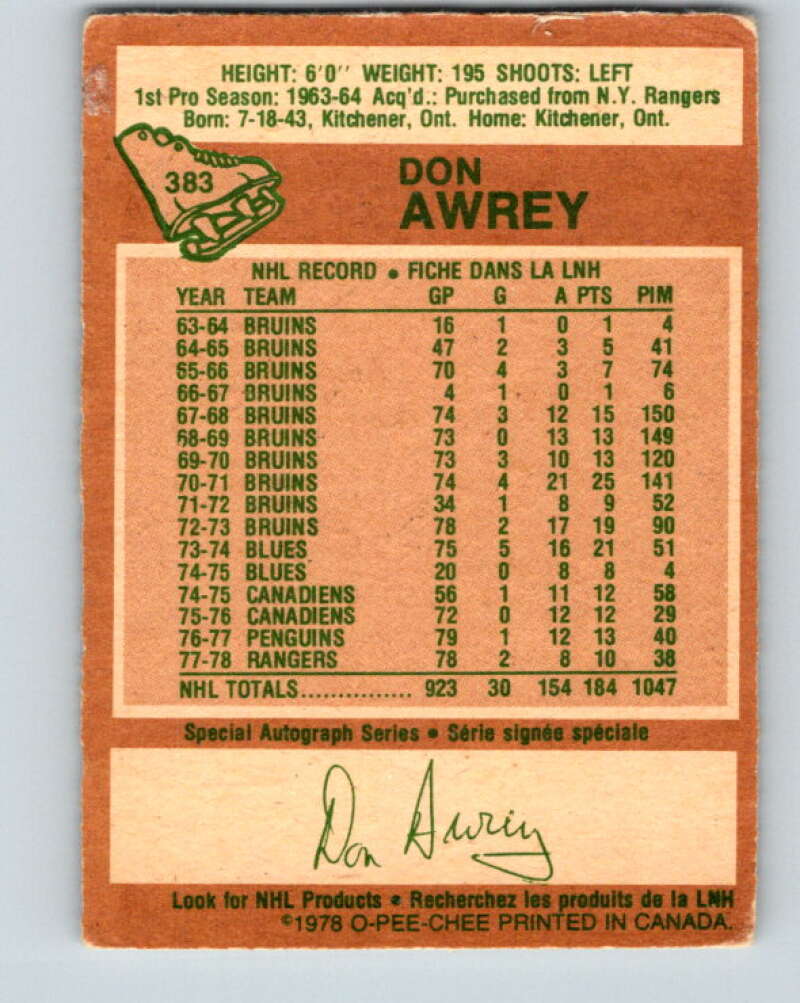 HEIGHT: 6'0" WEIGHT: 195 SHOOTS: LEFT
1st Pro Season: 1963-64 Acq'd.: Purchased from N.Y. Rangers
Born: 7-18-43, Kitchener, Ont. Home: Kitchener, Ont.
383
DON
AWREY
NHL RECORD • FICHE DANS LA LNH
YEAR TEAM GP G A PTS PIM
63-64 BRUINS 16 1 0 1 4
64-65 BRUINS 47 2 3 5 41
65-66 BRUINS 70 4 3 7 74
66-67 BRUINS 4 1 0 1 6
67-68 BRUINS 74 3 12 15 150
68-69 BRUINS 73 0 13 13 149
69-70 BRUINS 73 3 10 13 120
70-71 BRUINS 74 4 21 25 141
71-72 BRUINS 34 1 8 9 52
72-73 BRUINS 78 2 17 19 90
73-74 BLUES 75 5 16 21 51
74-75 BLUES 20 0 8 8 4
74-75 CANADIENS 56 1 11 12 58
75-76 CANADIENS 72 0 12 12 29
76-77 PENGUINS 79 1 12 13 40
77-78 RANGERS 78 2 8 10 38
NHL TOTALS............... 923 30 154 184 1047
Special Autograph Series • Série signée spéciale
Don Awrey
Look for NHL Products • Recherchez les produits de la LNH
©1978 O-PEE-CHEE PRINTED IN CANADA.